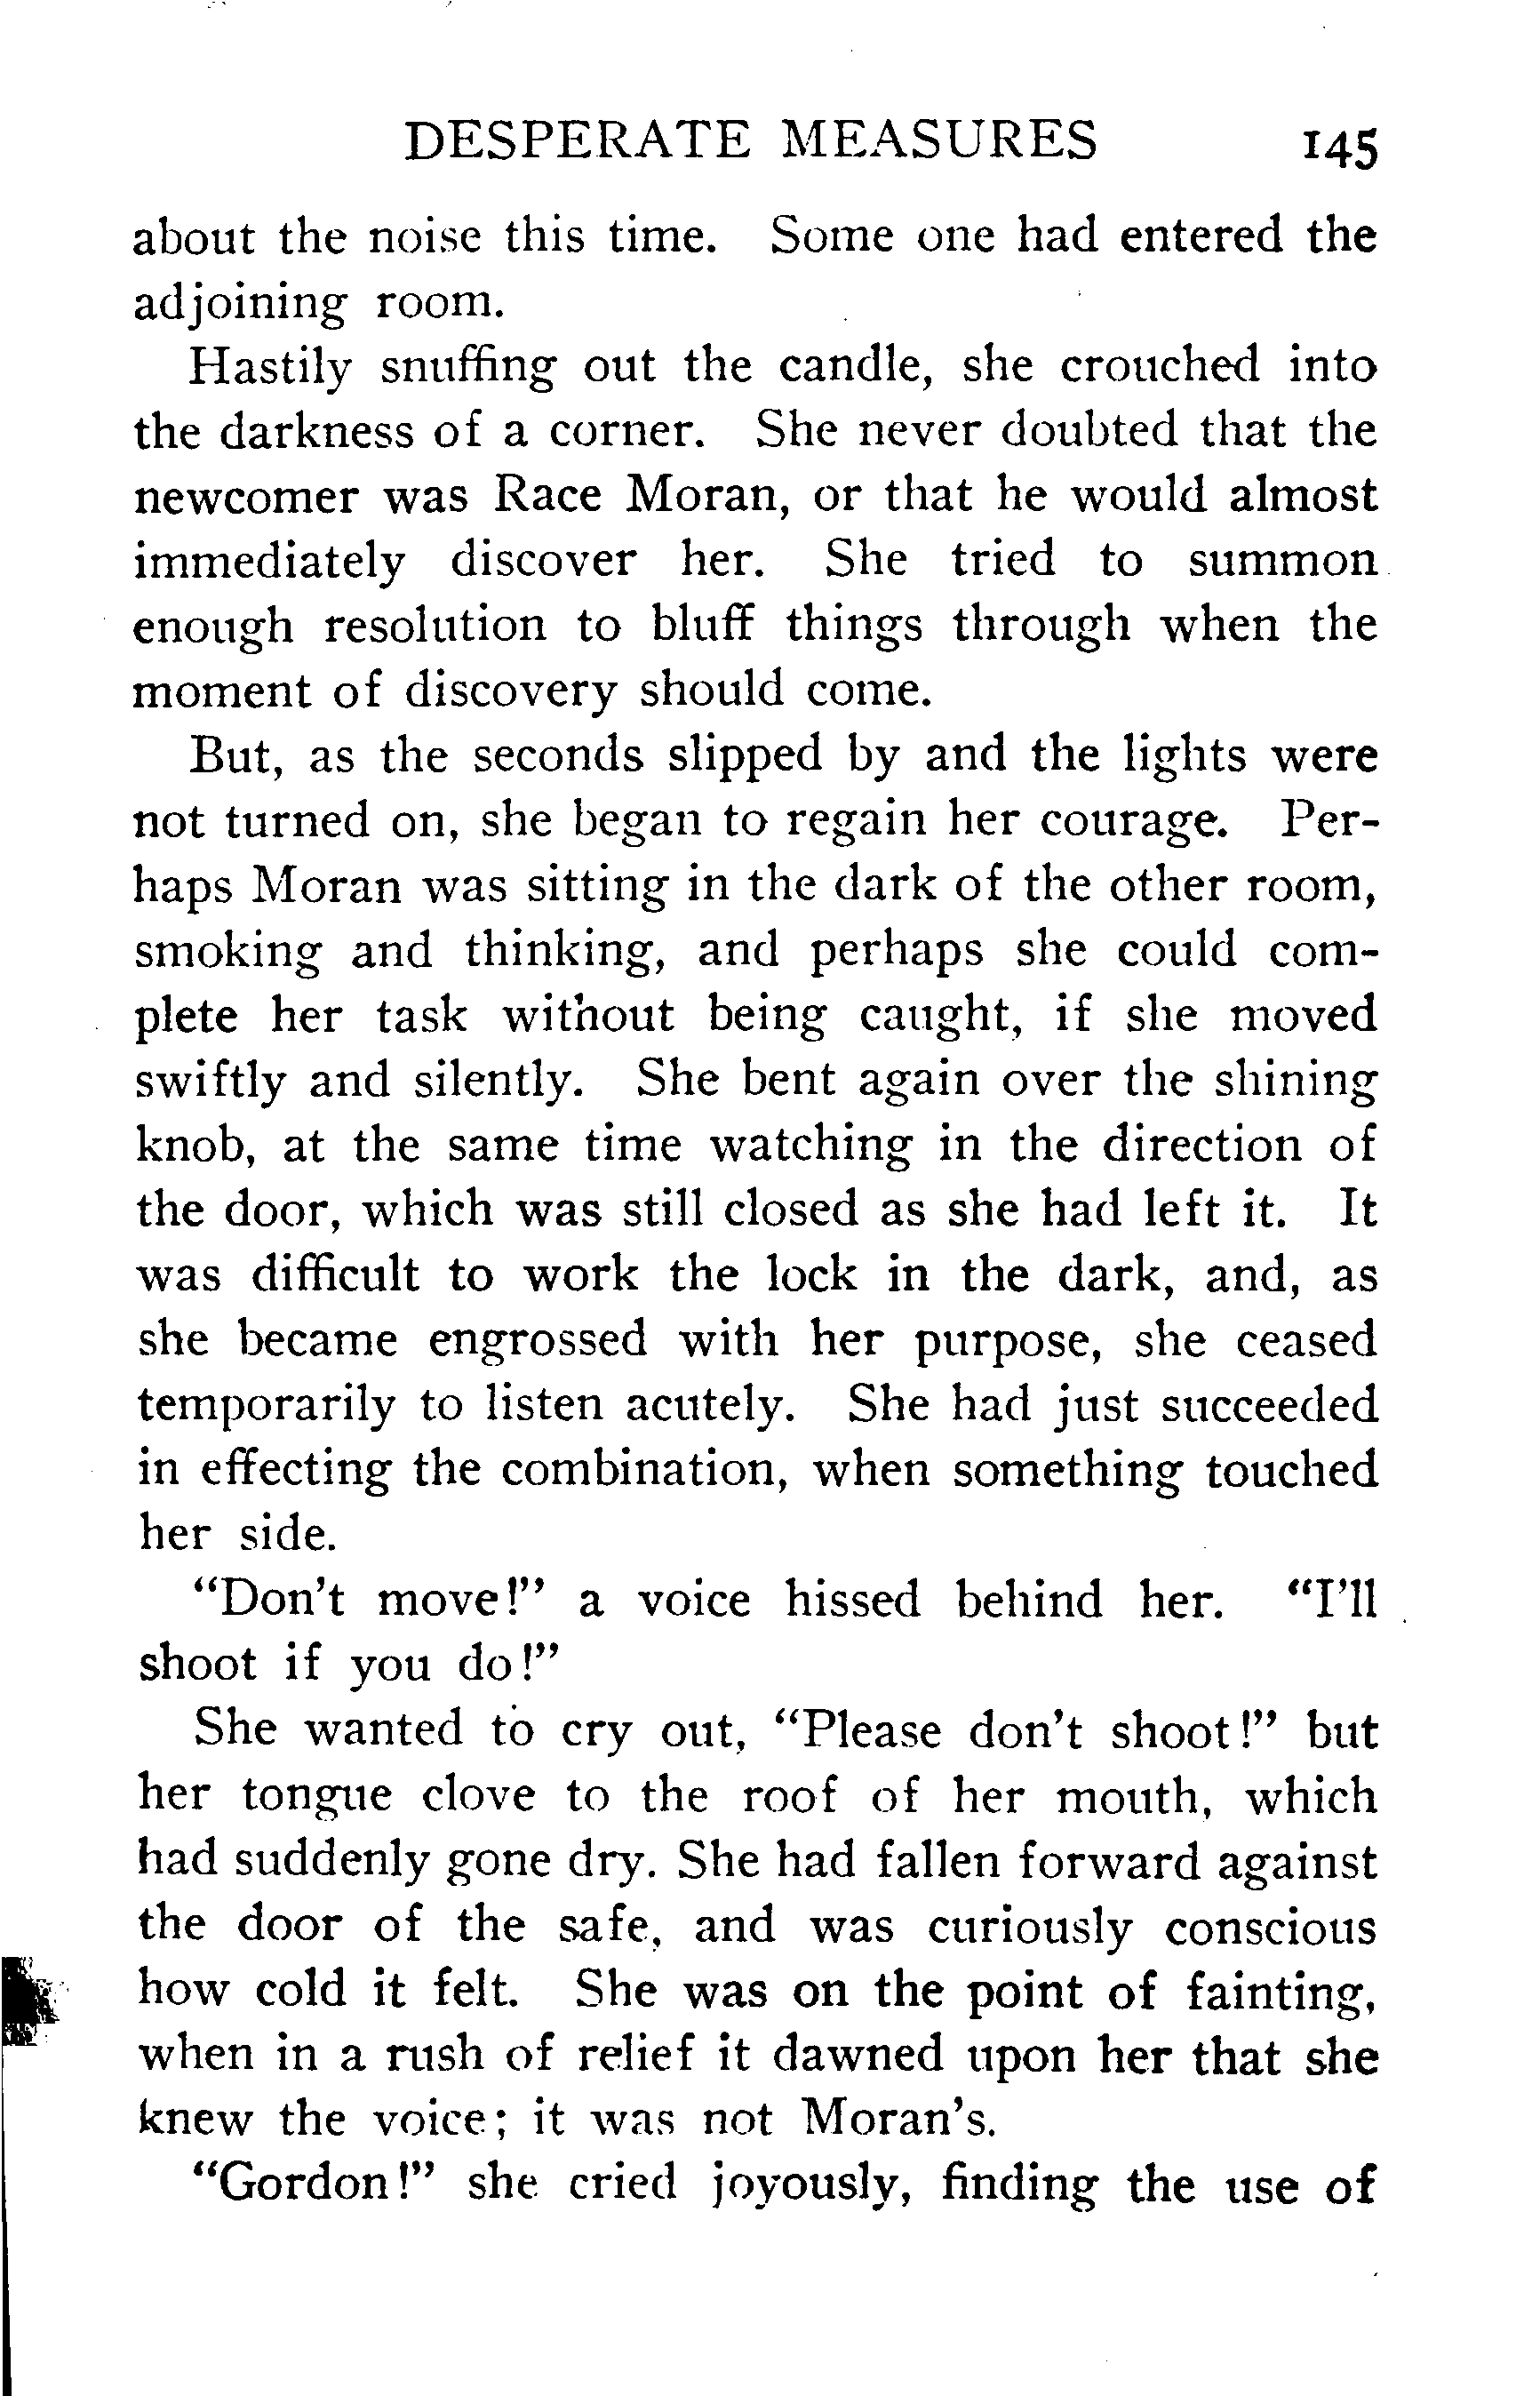 DESPERATE MEASURES 145
about the noise this time. Some one had entered the
adjoining room.
Hastily snuffing out the candle, she crouched into
the darkness of a corner. She never doubted that the
newcomer was Race Moran, or that he would almost
immediately discover her. She tried to summon
enough resolution to bluff things through when the
moment of discovery should come.
But, as the seconds slipped by and the lights were
not turned on, she began to regain her courage. Per-
haps Moran was sitting in the dark of the other room,
smoking and thinking, and perhaps she could com-
plete her task without being caught, if she moved
swiftly and silently. She bent again over the shining
knob, at the same time watching in the direction of
the door, which was still closed as she had left it. It
was difficult to work the lock in the dark, and, as
she became engrossed with her purpose, she ceased
temporarily to listen acutely. She had just succeeded
in effecting the combination, when something touched
her side.
“Don’t move!” a voice hissed behind her. “I’ll
shoot if you do!”
She wanted to cry out, “Please don’t shoot!” but
her tongue clove to the roof of her mouth, which
had suddenly gone dry. She had fallen forward against
the door of the safe, and was curiously conscious
how cold it felt. She was on the point of fainting,
when in a rush of relief it dawned upon her that she
knew the voice; it was not Moran’s.
“Gordon!” she cried joyously, finding the use of